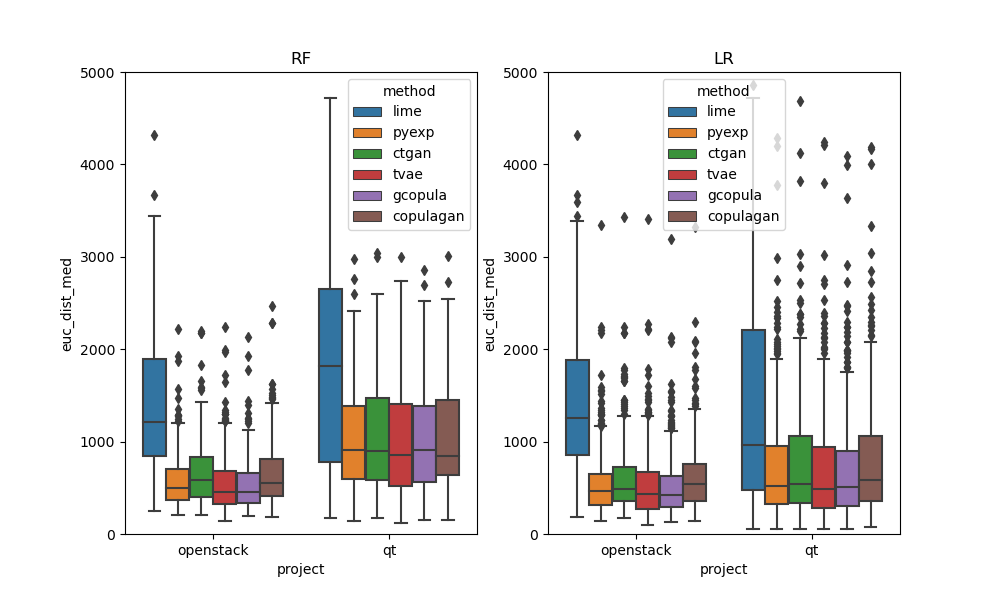 RF
5000
4000
3000
2000
1000
0
euc_dist_med
openstack
qt
project
method
lime
pyexp
ctgan
tvae
gcopula
copulagan
LR
5000
4000
3000
2000
1000
0
euc_dist_med
openstack
qt
project
method
lime
pyexp
ctgan
tvae
gcopula
copulagan